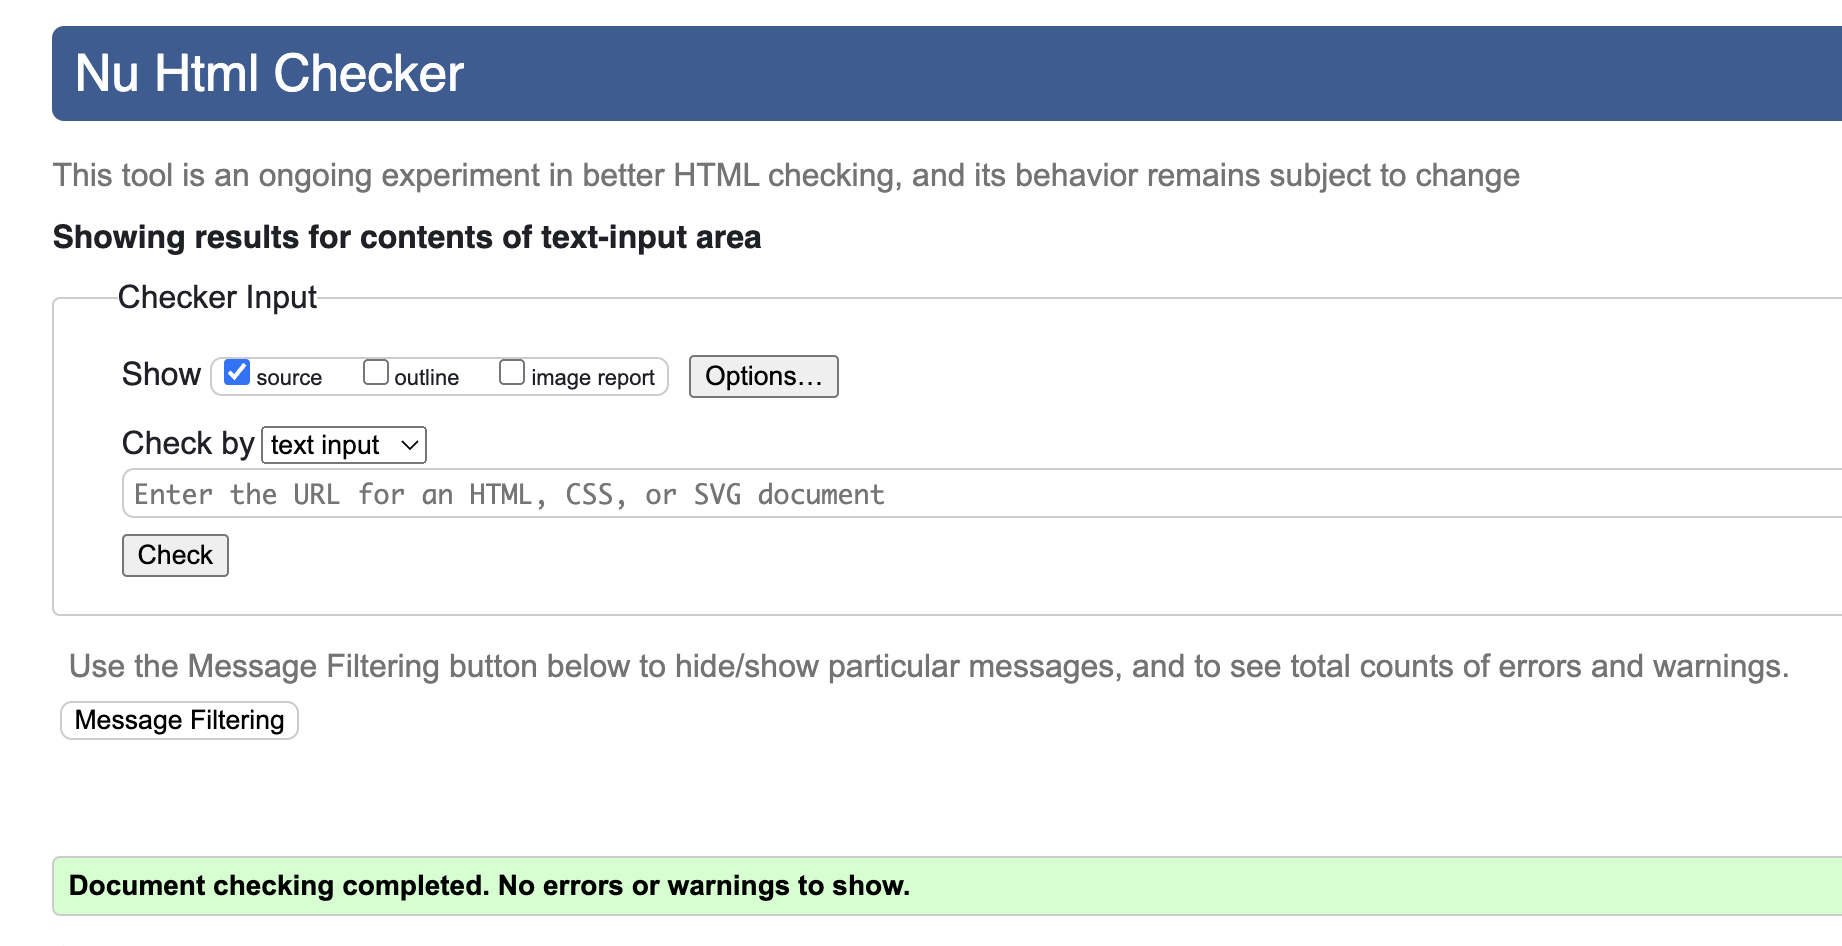 Nu Html Checker
This tool is an ongoing experiment in better HTML checking, and its behavior remains subject to change
Showing results for contents of text-input area
Checker Input
Show source outline image report Options…
Check by text input
Enter the URL for an HTML, CSS, or SVG document
Check
Use the Message Filtering button below to hide/show particular messages, and to see total counts of errors and warnings.
Message Filtering
Document checking completed. No errors or warnings to show.